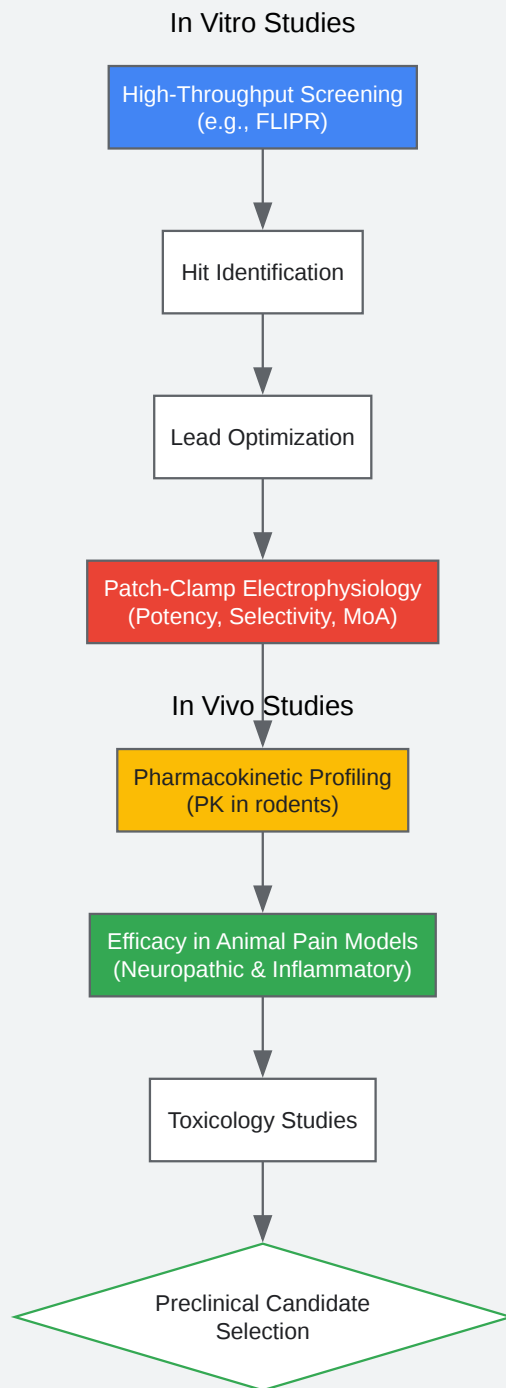 In Vitro Studies
High-Throughput Screening
(e.g., FLIPR)
Hit Identification
Lead Optimization
Patch-Clamp Electrophysiology
(Potency, Selectivity, MoA)
In Vivo Studies
Pharmacokinetic Profiling
(PK in rodents)
Efficacy in Animal Pain Models
(Neuropathic & Inflammatory)
Toxicology Studies
Preclinical Candidate
Selection